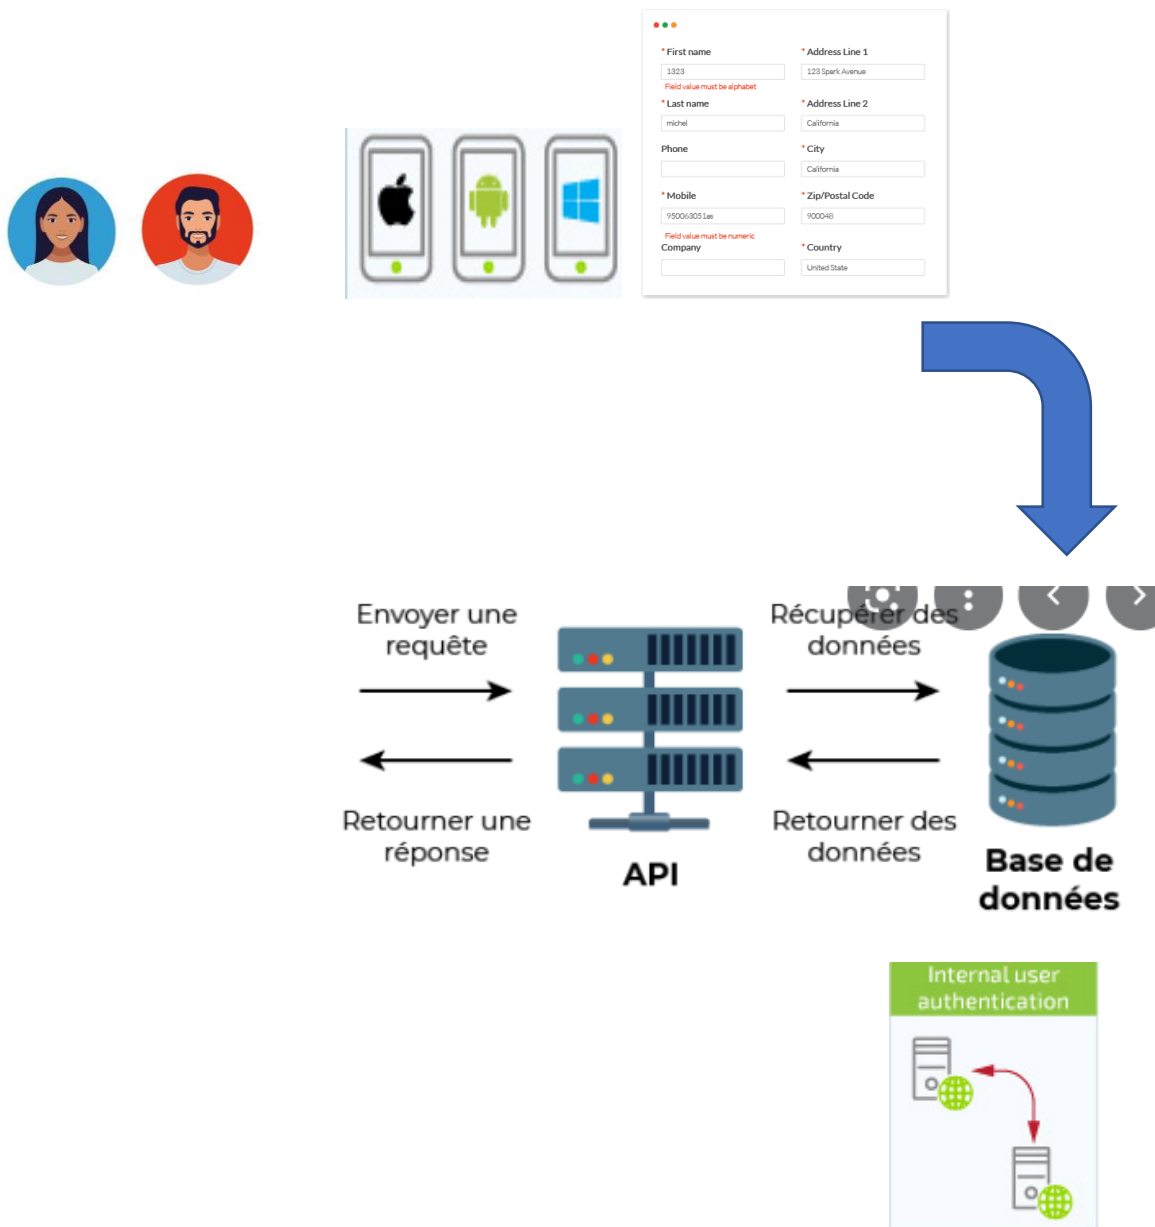 * First name
* Address Line 1
1323
123 Spark Avenue
Field value must be alphabet
* Last name
* Address Line 2
michel
California
Phone
* City
California
* Mobile
* Zip/Postal Code
950063051as
900048
Field value must be numeric
Company
* Country
United State
Envoyer une
requête
Récupérer des
données
Retourner une
réponse
API
Retourner des
données
Base de
données
Internal user
authentication